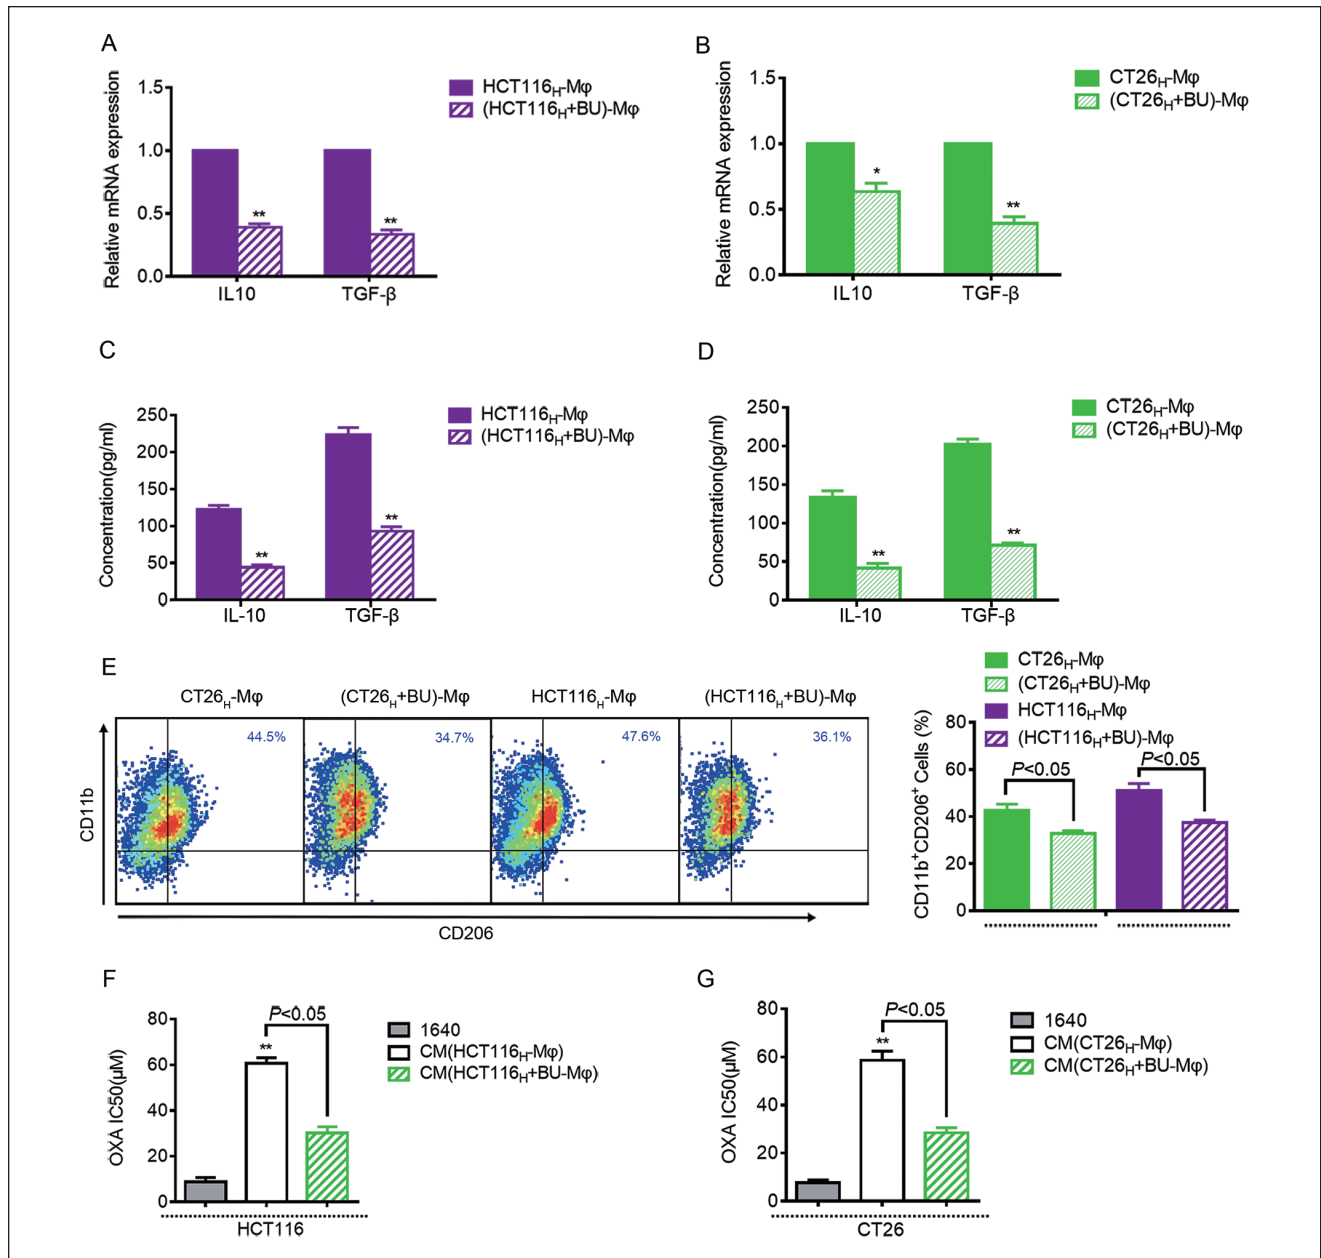 A
Relative mRNA expression
1.5
1.0
0.5
0.0
**
**
IL10
TGF-β
HCT116H-Mφ
(HCT116H+BU)-Mφ
B
Relative mRNA expression
1.5
1.0
0.5
0.0
*
**
IL10
TGF-β
CT26H-Mφ
(CT26H+BU)-Mφ
C
Concentration(pg/ml)
250
200
150
100
50
0
**
**
IL-10
TGF-β
HCT116H-Mφ
(HCT116H+BU)-Mφ
D
Concentration(pg/ml)
250
200
150
100
50
0
**
**
IL-10
TGF-β
CT26H-Mφ
(CT26H+BU)-Mφ
E
CT26H-Mφ
(CT26H+BU)-Mφ
HCT116H-Mφ
(HCT116H+BU)-Mφ
44.5%
34.7%
47.6%
36.1%
CD11b
CD206
CT26H-Mφ
(CT26H+BU)-Mφ
HCT116H-Mφ
(HCT116H+BU)-Mφ
CD11b+CD206+ Cells (%)
80
60
40
20
0
P<0.05
P<0.05
F
OXA IC50(μM)
80
60
40
20
0
P<0.05
**
HCT116
1640
CM(HCT116H-Mφ)
CM(HCT116H+BU-Mφ)
G
OXA IC50(μM)
80
60
40
20
0
P<0.05
**
CT26
1640
CM(CT26H-Mφ)
CM(CT26H+BU-Mφ)